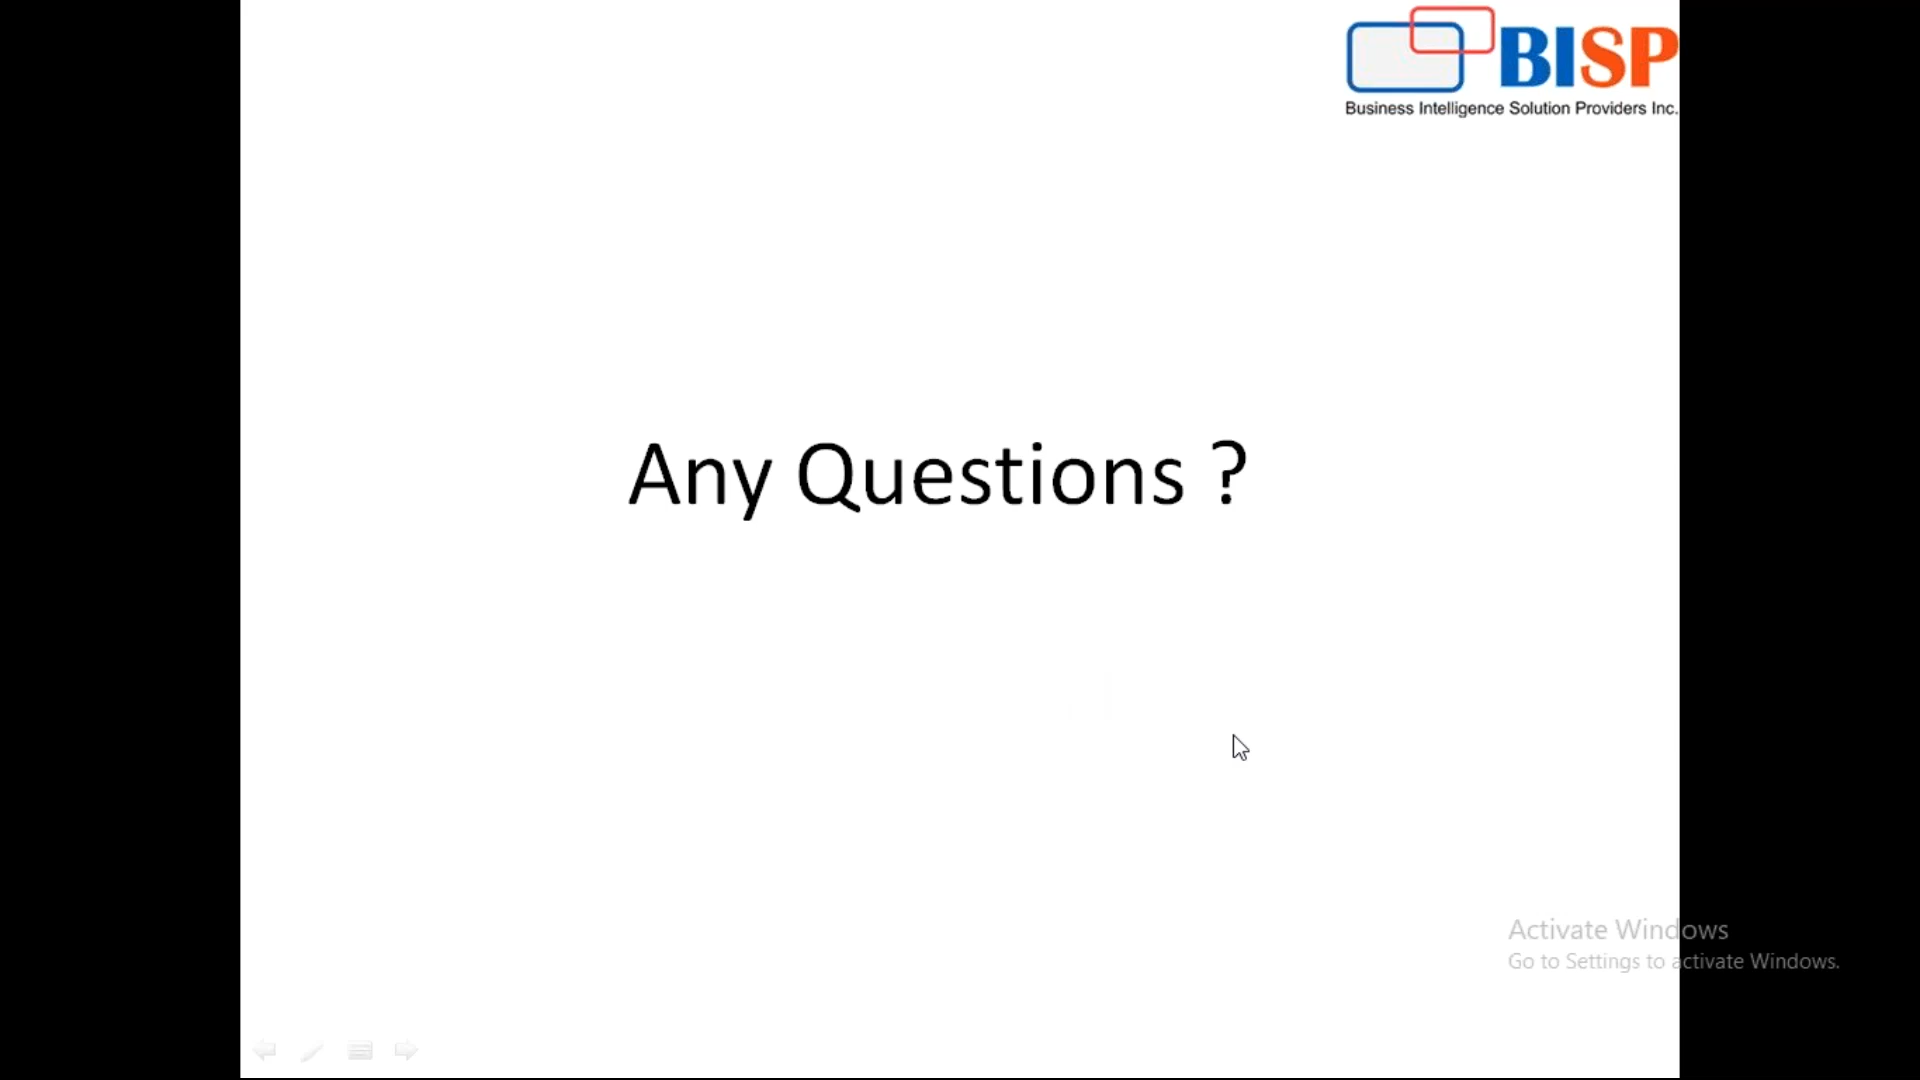 BISP
Business Intelligence Solution Providers Inc.
Any Questions ?
Activate Windows
Go to Settings to activate Windows.